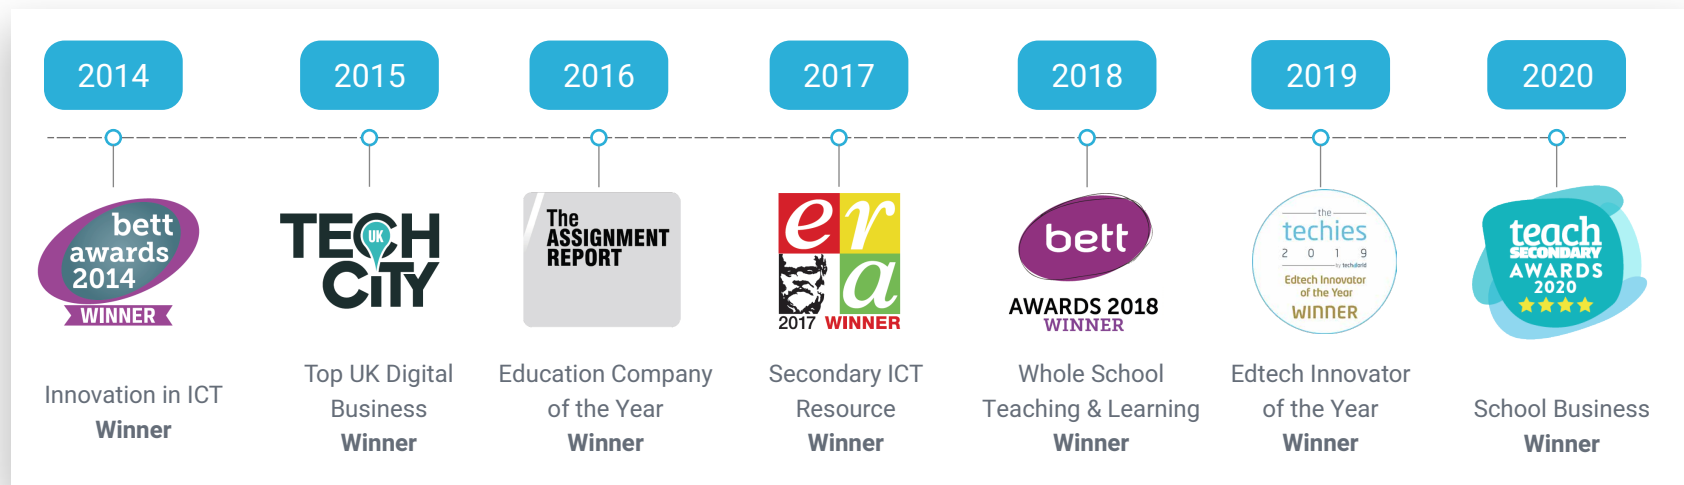 2014
2015
2016
2017
2018
2019
2020
bett
awards
2014
WINNER
TECH
UK
CiTY
The
ASSIGNMENT
REPORT
era
2017 WINNER
bett
AWARDS 2018
WINNER
the
techies
2 0 1 9
by techworld
Edtech Innovator
of the Year
WINNER
teach
SECONDARY
AWARDS
2020
Innovation in ICT
Winner
Top UK Digital
Business
Winner
Education Company
of the Year
Winner
Secondary ICT
Resource
Winner
Whole School
Teaching & Learning
Winner
Edtech Innovator
of the Year
Winner
School Business
Winner